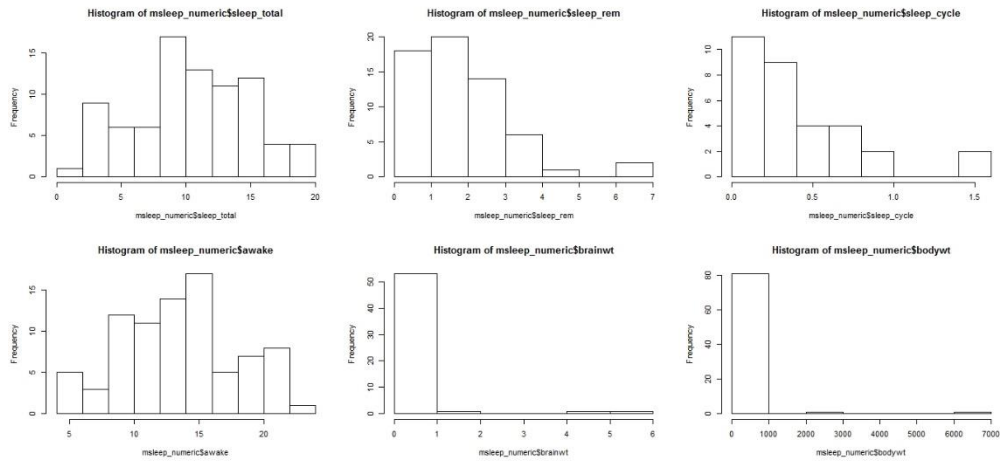 Histogram of msleep_numeric$sleep_total
Frequency
0 5 10 15
0 5 10 15 20
msleep_numeric$sleep_total
Histogram of msleep_numeric$sleep_rem
Frequency
0 5 10 15 20
0 1 2 3 4 5 6 7
msleep_numeric$sleep_rem
Histogram of msleep_numeric$sleep_cycle
Frequency
0 2 4 6 8 10
0.0 0.5 1.0 1.5
msleep_numeric$sleep_cycle
Histogram of msleep_numeric$awake
Frequency
0 5 10 15
5 10 15 20
msleep_numeric$awake
Histogram of msleep_numeric$brainwt
Frequency
0 10 20 30 40 50
0 1 2 3 4 5 6
msleep_numeric$brainwt
Histogram of msleep_numeric$bodywt
Frequency
0 20 40 60 80
0 1000 2000 3000 4000 5000 6000 7000
msleep_numeric$bodywt